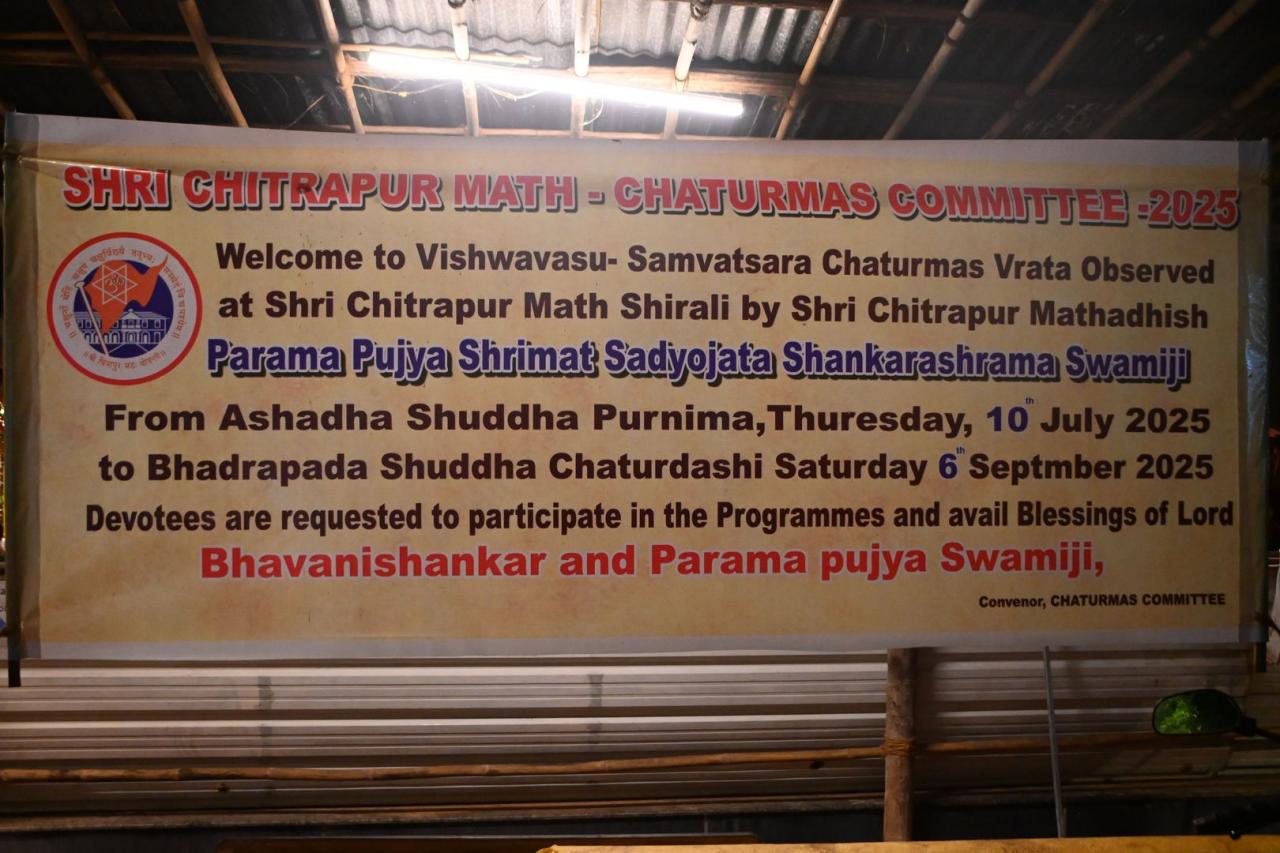 SHRI CHITRAPUR MATH - CHATURMAS COMMITTEE -2025
Welcome to Vishwavasu- Samvatsara Chaturmas Vrata Observed
at Shri Chitrapur Math Shirali by Shri Chitrapur Mathadhish
Parama Pujya Shrimat Sadyojata Shankarashrama Swamiji
From Ashadha Shuddha Purnima,Thuresday, 10th July 2025
to Bhadrapada Shuddha Chaturdashi Saturday 6th Septmber 2025
Devotees are requested to participate in the Programmes and avail Blessings of Lord
Bhavanishankar and Parama pujya Swamiji,
Convenor, CHATURMAS COMMITTEE